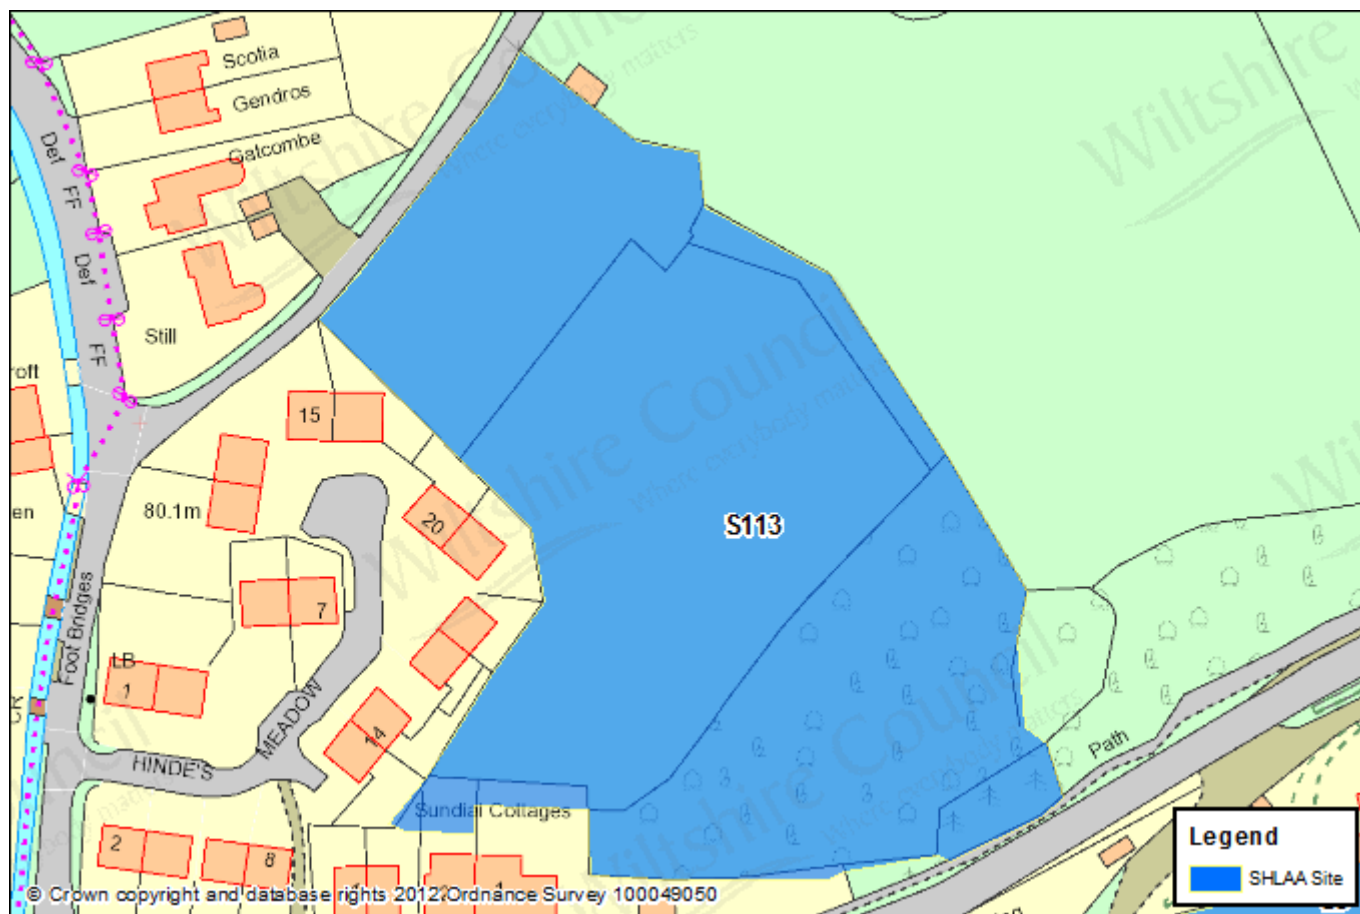 Scotia
Gendros
Gatcombe
Def
FF
Def
FF
Still
roft
15
en
80.1m
20
S113
7
Foot Bridges
LB
1
14
MEADOW
HINDE'S
Path
Sundial Cottages
2
8
Legend
SHLAA Site
© Crown copyright and database rights 2012 Ordnance Survey 100049050
Wiltshire Council
Where everybody matters